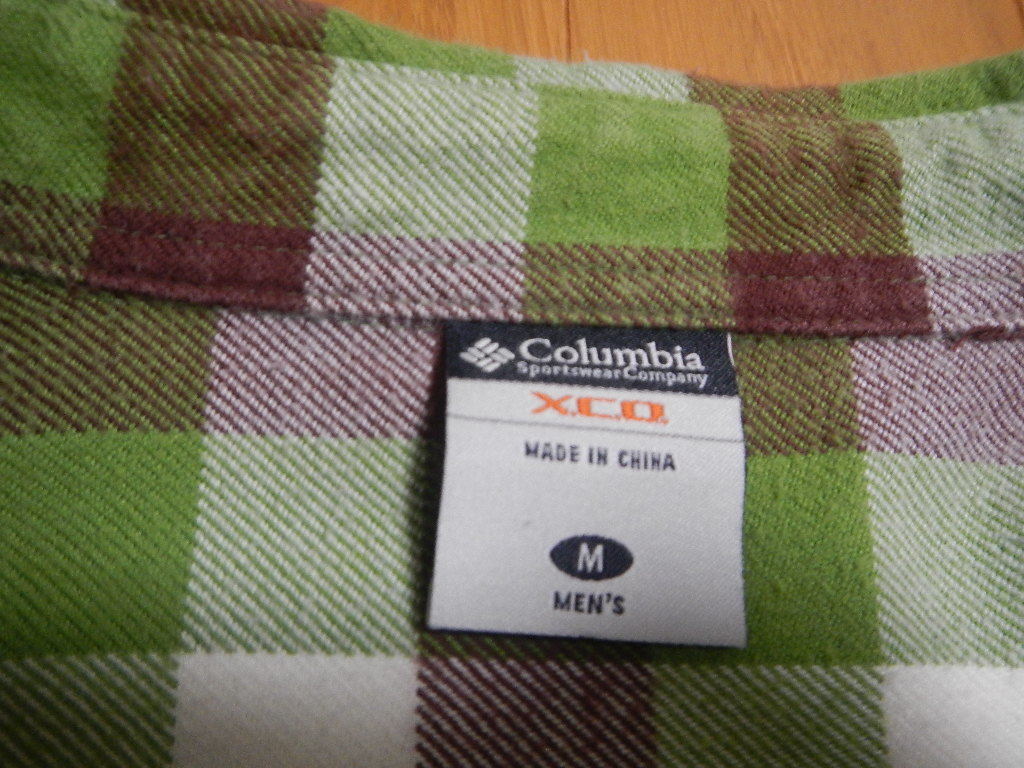 Columbia
Sportswear Company
X.C.O.
MADE IN CHINA
M
MEN'S